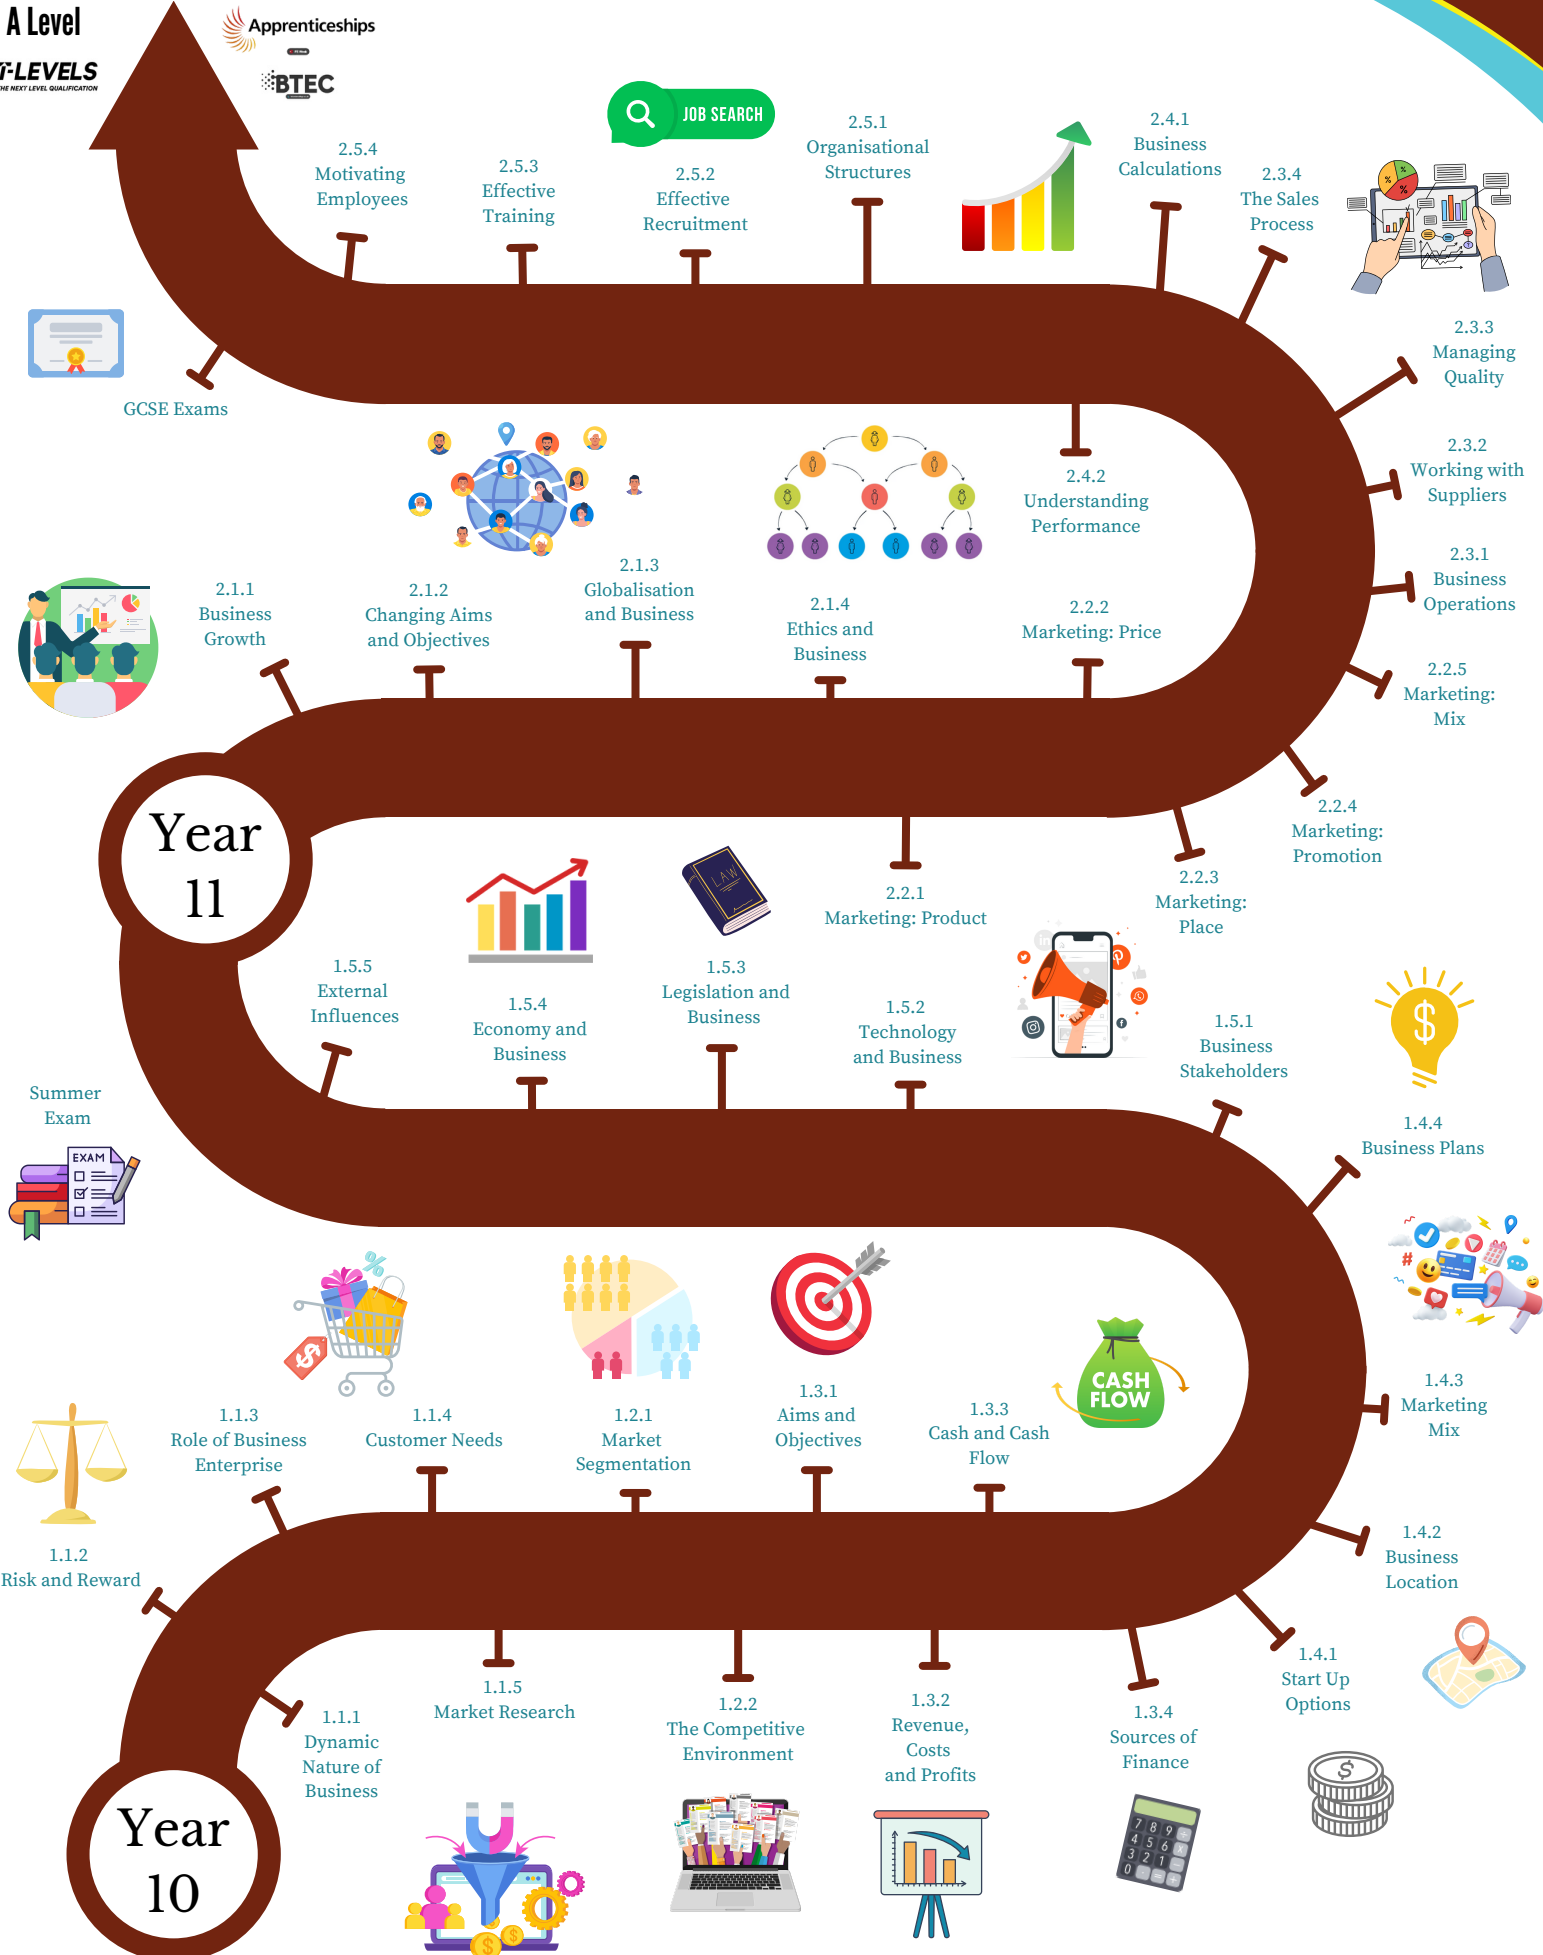 A Level
T-LEVELS
THE NEXT LEVEL QUALIFICATION
Apprenticeships
BTEC
JOB SEARCH
2.5.4
Motivating
Employees
2.5.3
Effective
Training
2.5.2
Effective
Recruitment
2.5.1
Organisational
Structures
2.4.1
Business
Calculations
2.3.4
The Sales
Process
2.3.3
Managing
Quality
2.3.2
Working with
Suppliers
2.3.1
Business
Operations
2.2.5
Marketing:
Mix
2.2.4
Marketing:
Promotion
2.2.3
Marketing:
Place
GCSE Exams
2.4.2
Understanding
Performance
2.1.1
Business
Growth
2.1.2
Changing Aims
and Objectives
2.1.3
Globalisation
and Business
2.1.4
Ethics and
Business
2.2.2
Marketing: Price
Year
11
2.2.1
Marketing: Product
LAW
1.5.5
External
Influences
1.5.4
Economy and
Business
1.5.3
Legislation and
Business
1.5.2
Technology
and Business
1.5.1
Business
Stakeholders
$
1.4.4
Business Plans
Summer
Exam
EXAM
1.4.3
Marketing
Mix
CASH
FLOW
1.1.3
Role of Business
Enterprise
1.1.4
Customer Needs
1.2.1
Market
Segmentation
1.3.1
Aims and
Objectives
1.3.3
Cash and Cash
Flow
1.4.2
Business
Location
1.1.2
Risk and Reward
1.4.1
Start Up
Options
1.1.1
Dynamic
Nature of
Business
1.1.5
Market Research
1.2.2
The Competitive
Environment
1.3.2
Revenue,
Costs
and Profits
1.3.4
Sources of
Finance
7 8 9 ÷
4 5 6 x
3 2 1 -
0 . - +
Year
10